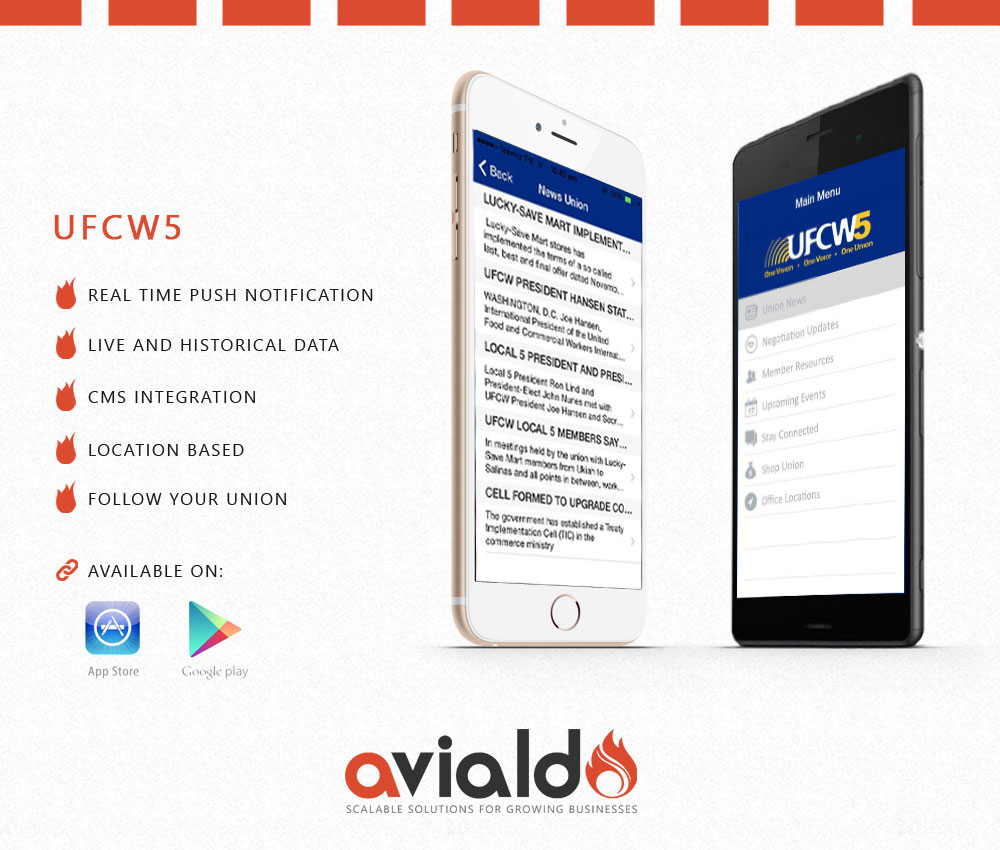 UFCW5
REAL TIME PUSH NOTIFICATION
LIVE AND HISTORICAL DATA
CMS INTEGRATION
LOCATION BASED
FOLLOW YOUR UNION
AVAILABLE ON:
App Store
Google play
Back
News Union
LUCKY-SAVE MART IMPLEMENT...
Lucky-Save Mart stores has
implemented the terms of a so called
last, best and final offer dated Novemb...
UFCW PRESIDENT HANSEN STAT...
WASHINGTON, D.C. Joe Hansen,
International President of the United
Food and Commercial Workers Internat...
LOCAL 5 PRESIDENT AND PRESI...
Local 5 President Ron Lind and
President-Elect John Nunes met with
UFCW President Joe Hansen and Secr...
UFCW LOCAL 5 MEMBERS SAY...
In meetings held by the union with Lucky-
Save Mart members from Ukiah to
Salinas and all points in between, work...
CELL FORMED TO UPGRADE CO...
The government has established a Treaty
Implementation Cell (TIC) in the
commerce ministry
Main Menu
UFCW5
One Vision • One Voice • One Union
Union News
Negotiation Updates
Member Resources
17
Upcoming Events
Stay Connected
Shop Union
Office Locations
avialdo
SCALABLE SOLUTIONS FOR GROWING BUSINESSES